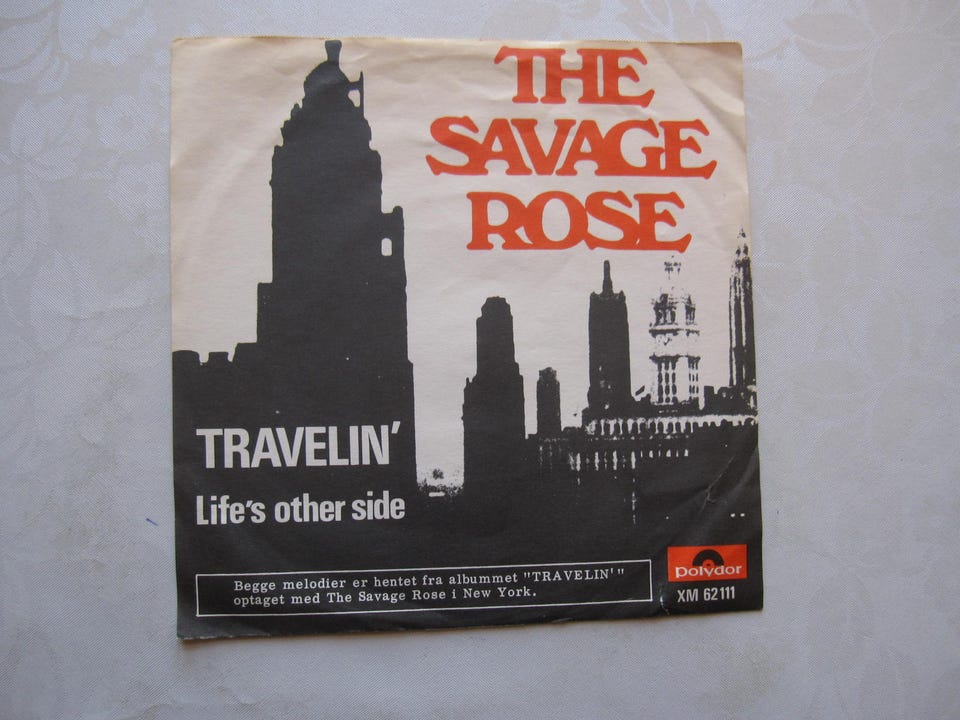 THE
SAVAGE
ROSE
TRAVELIN'
Life's other side
Begge melodier er hentet fra albummet "TRAVELIN'"
optaget med The Savage Rose i New York.
polydor
XM 62111